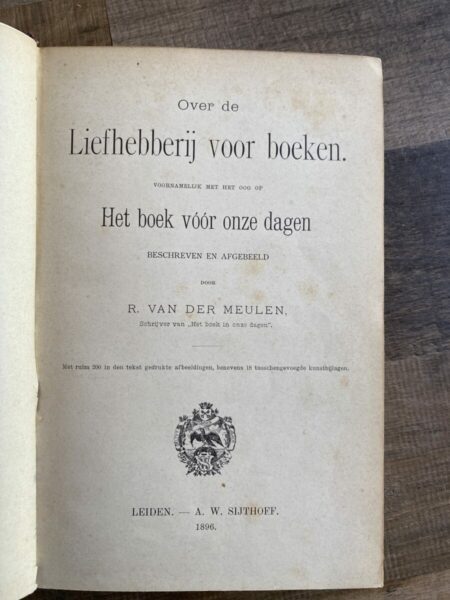 Over de
Liefhebberij voor boeken.
VOORNAMELIJK MET HET OOG OP
Het boek vóór onze dagen
BESCHREVEN EN AFGEBEELD
DOOR
R. VAN DER MEULEN,
Schrijver van „Het boek in onze dagen”.
Met ruim 200 in den tekst gedrukte afbeeldingen, benevens 18 tusschengevoegde kunstbijlagen.
LEIDEN. — A. W. SIJTHOFF.
1896.